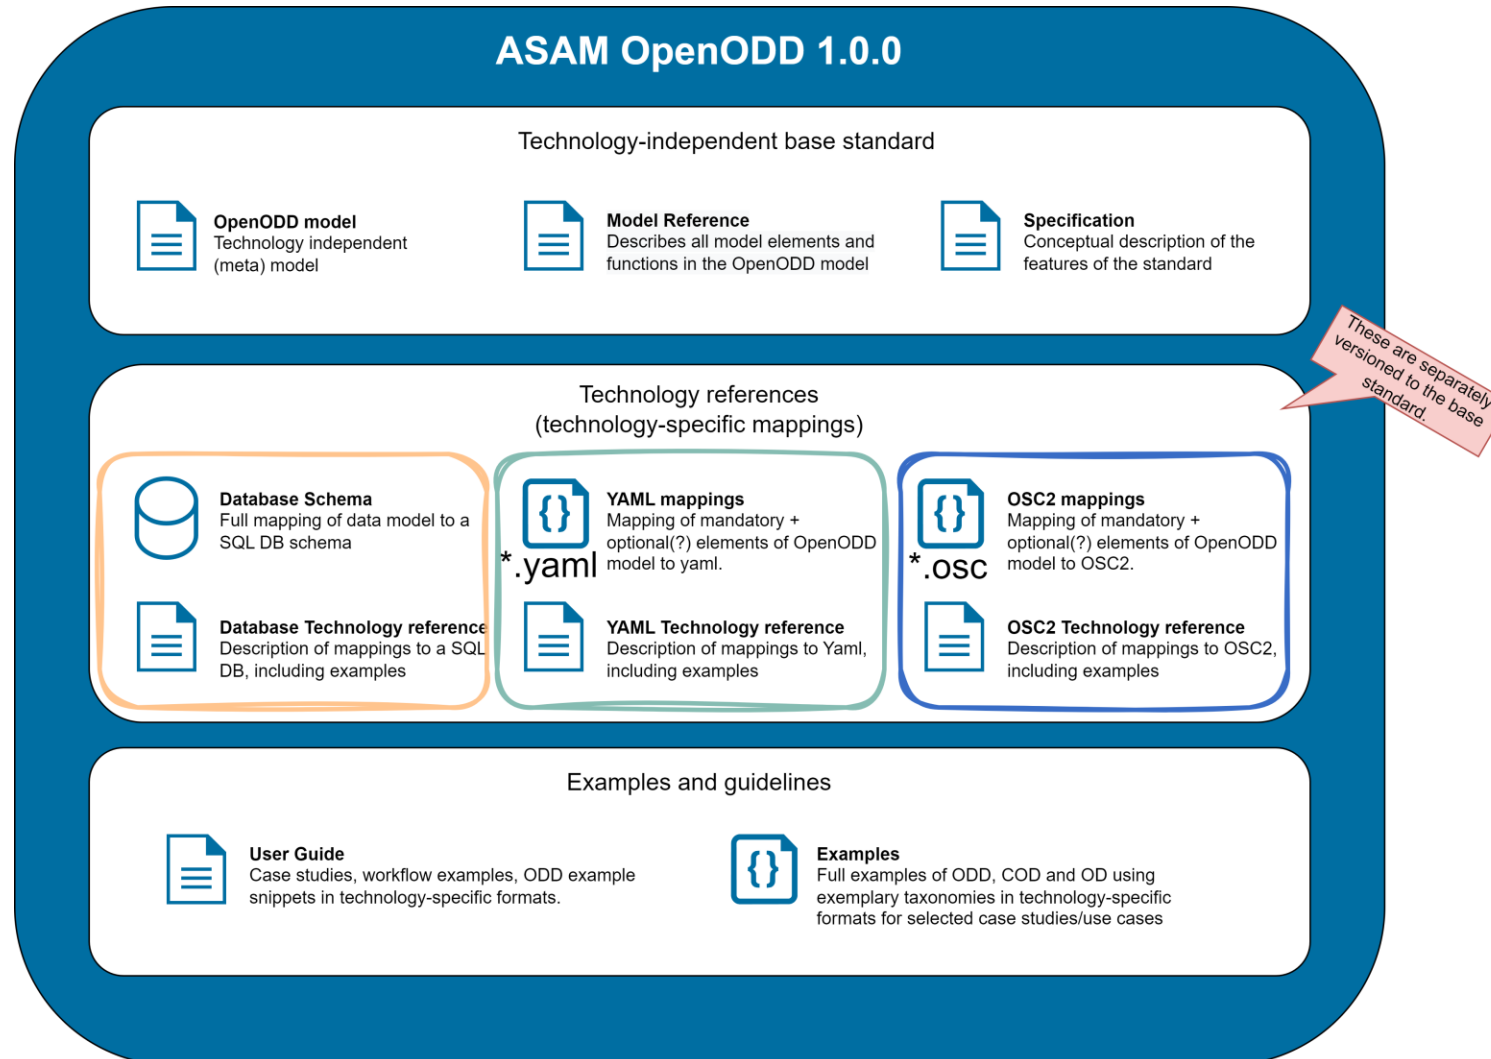 ASAM OpenODD 1.0.0
Technology-independent base standard
OpenODD model
Technology independent
(meta) model
Model Reference
Describes all model elements and
functions in the OpenODD model
Specification
Conceptual description of the
features of the standard
These are separately
versioned to the base
standard.
Technology references
(technology-specific mappings)
Database Schema
Full mapping of data model to a
SQL DB schema
{}
*.yaml
YAML mappings
Mapping of mandatory +
optional(?) elements of OpenODD
model to yaml.
{}
*.osc
OSC2 mappings
Mapping of mandatory +
optional(?) elements of OpenODD
model to OSC2.
Database Technology reference
Description of mappings to a SQL
DB, including examples
YAML Technology reference
Description of mappings to Yaml,
including examples
OSC2 Technology reference
Description of mappings to OSC2,
including examples
Examples and guidelines
User Guide
Case studies, workflow examples, ODD example
snippets in technology-specific formats.
{}
Examples
Full examples of ODD, COD and OD using
exemplary taxonomies in technology-specific
formats for selected case studies/use cases